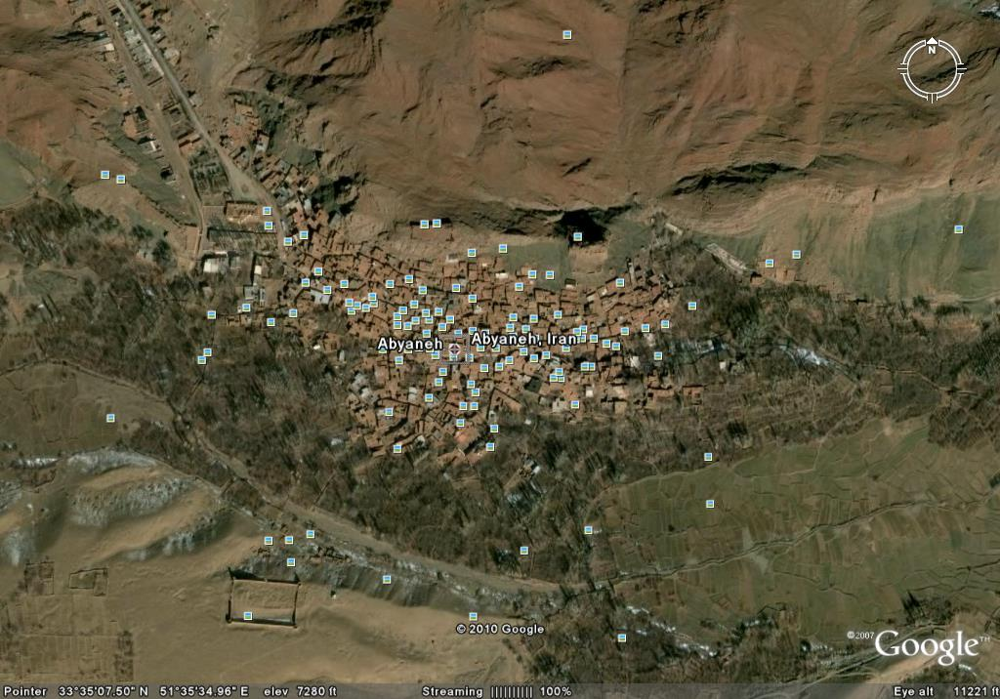 N
Abyaneh
Abyaneh, Iran
© 2010 Google
©2007 Google™
Pointer 33°35'07.50" N 51°35'34.96" E elev 7280 ft Streaming |||||||||| 100% Eye alt 11221 ft